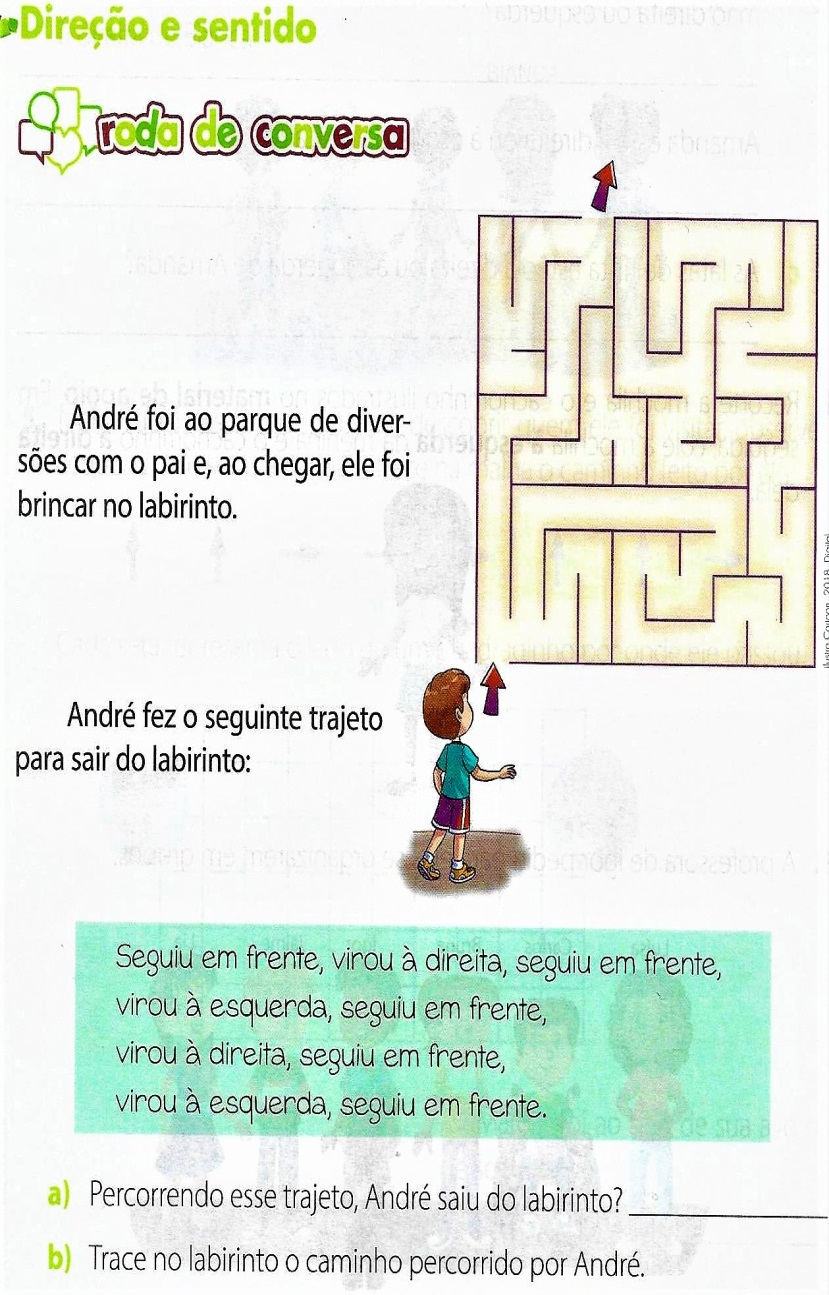 Direção e sentido
roda de conversa
André foi ao parque de diver-
sões com o pai e, ao chegar, ele foi
brincar no labirinto.
André fez o seguinte trajeto
para sair do labirinto:
Seguiu em frente, virou à direita, seguiu em frente,
virou à esquerda, seguiu em frente,
virou à direita, seguiu em frente,
virou à esquerda, seguiu em frente.
a) Percorrendo esse trajeto, André saiu do labirinto?
b) Trace no labirinto o caminho percorrido por André.